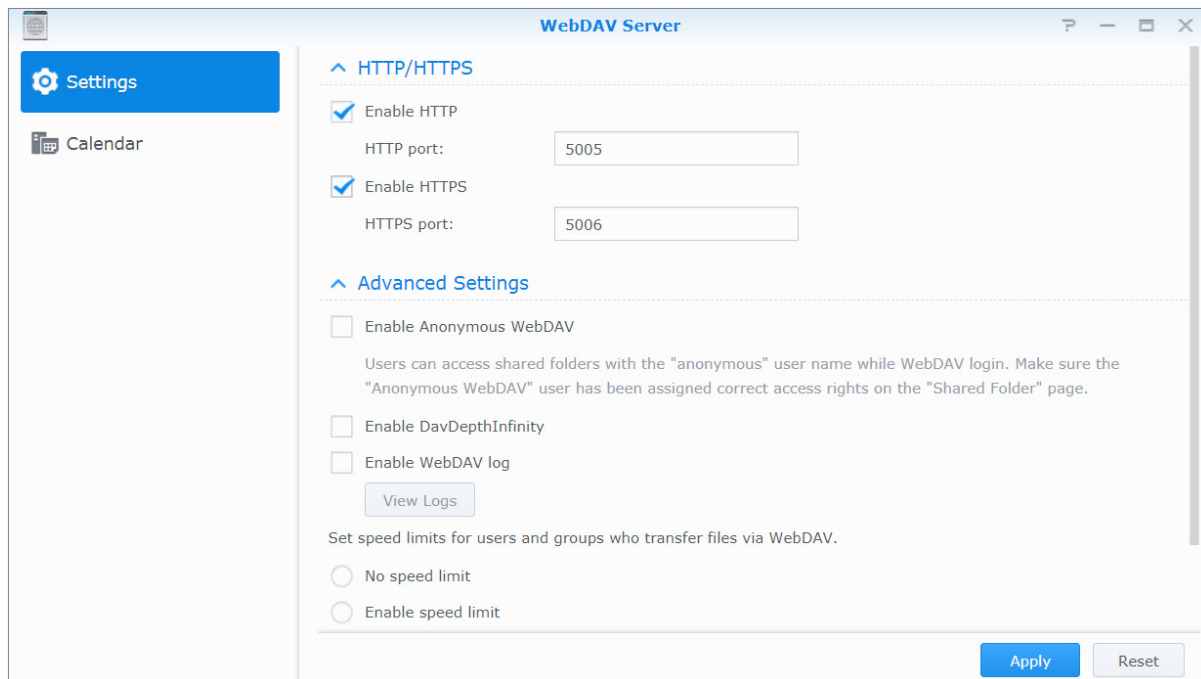 WebDAV Server
Settings
Calendar
HTTP/HTTPS
Enable HTTP
HTTP port: 5005
Enable HTTPS
HTTPS port: 5006
Advanced Settings
Enable Anonymous WebDAV
Users can access shared folders with the "anonymous" user name while WebDAV login. Make sure the
"Anonymous WebDAV" user has been assigned correct access rights on the "Shared Folder" page.
Enable DavDepthInfinity
Enable WebDAV log
View Logs
Set speed limits for users and groups who transfer files via WebDAV.
No speed limit
Enable speed limit
Apply Reset